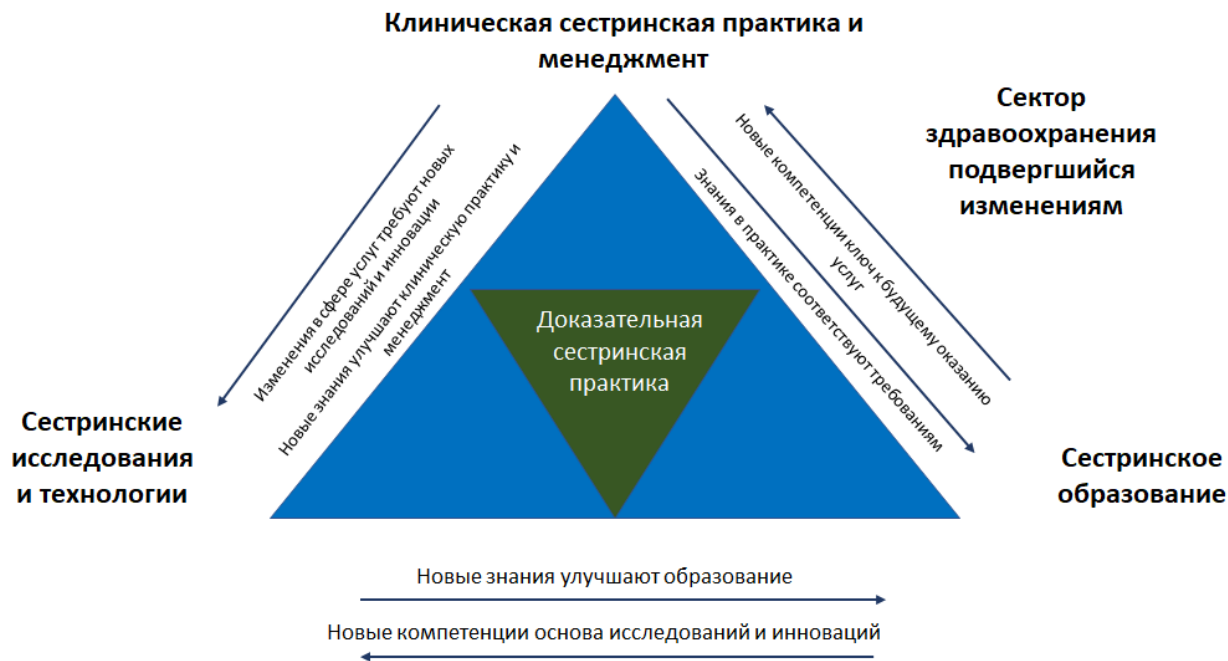 Клиническая сестринская практика и
менеджмент
Сектор
здравоохранения
подвергшийся
изменениям
Изменения в сфере услуг требуют новых
исследований и инновации
Новые знания улучшают клиническую практику и
менеджмент
Новые компетенции ключ к будущему оказанию
услуг
Знания в практике соответствуют требованиям
Доказательная
сестринская
практика
Сестринские
исследования
и технологии
Сестринское
образование
Новые знания улучшают образование
Новые компетенции основа исследований и инноваций